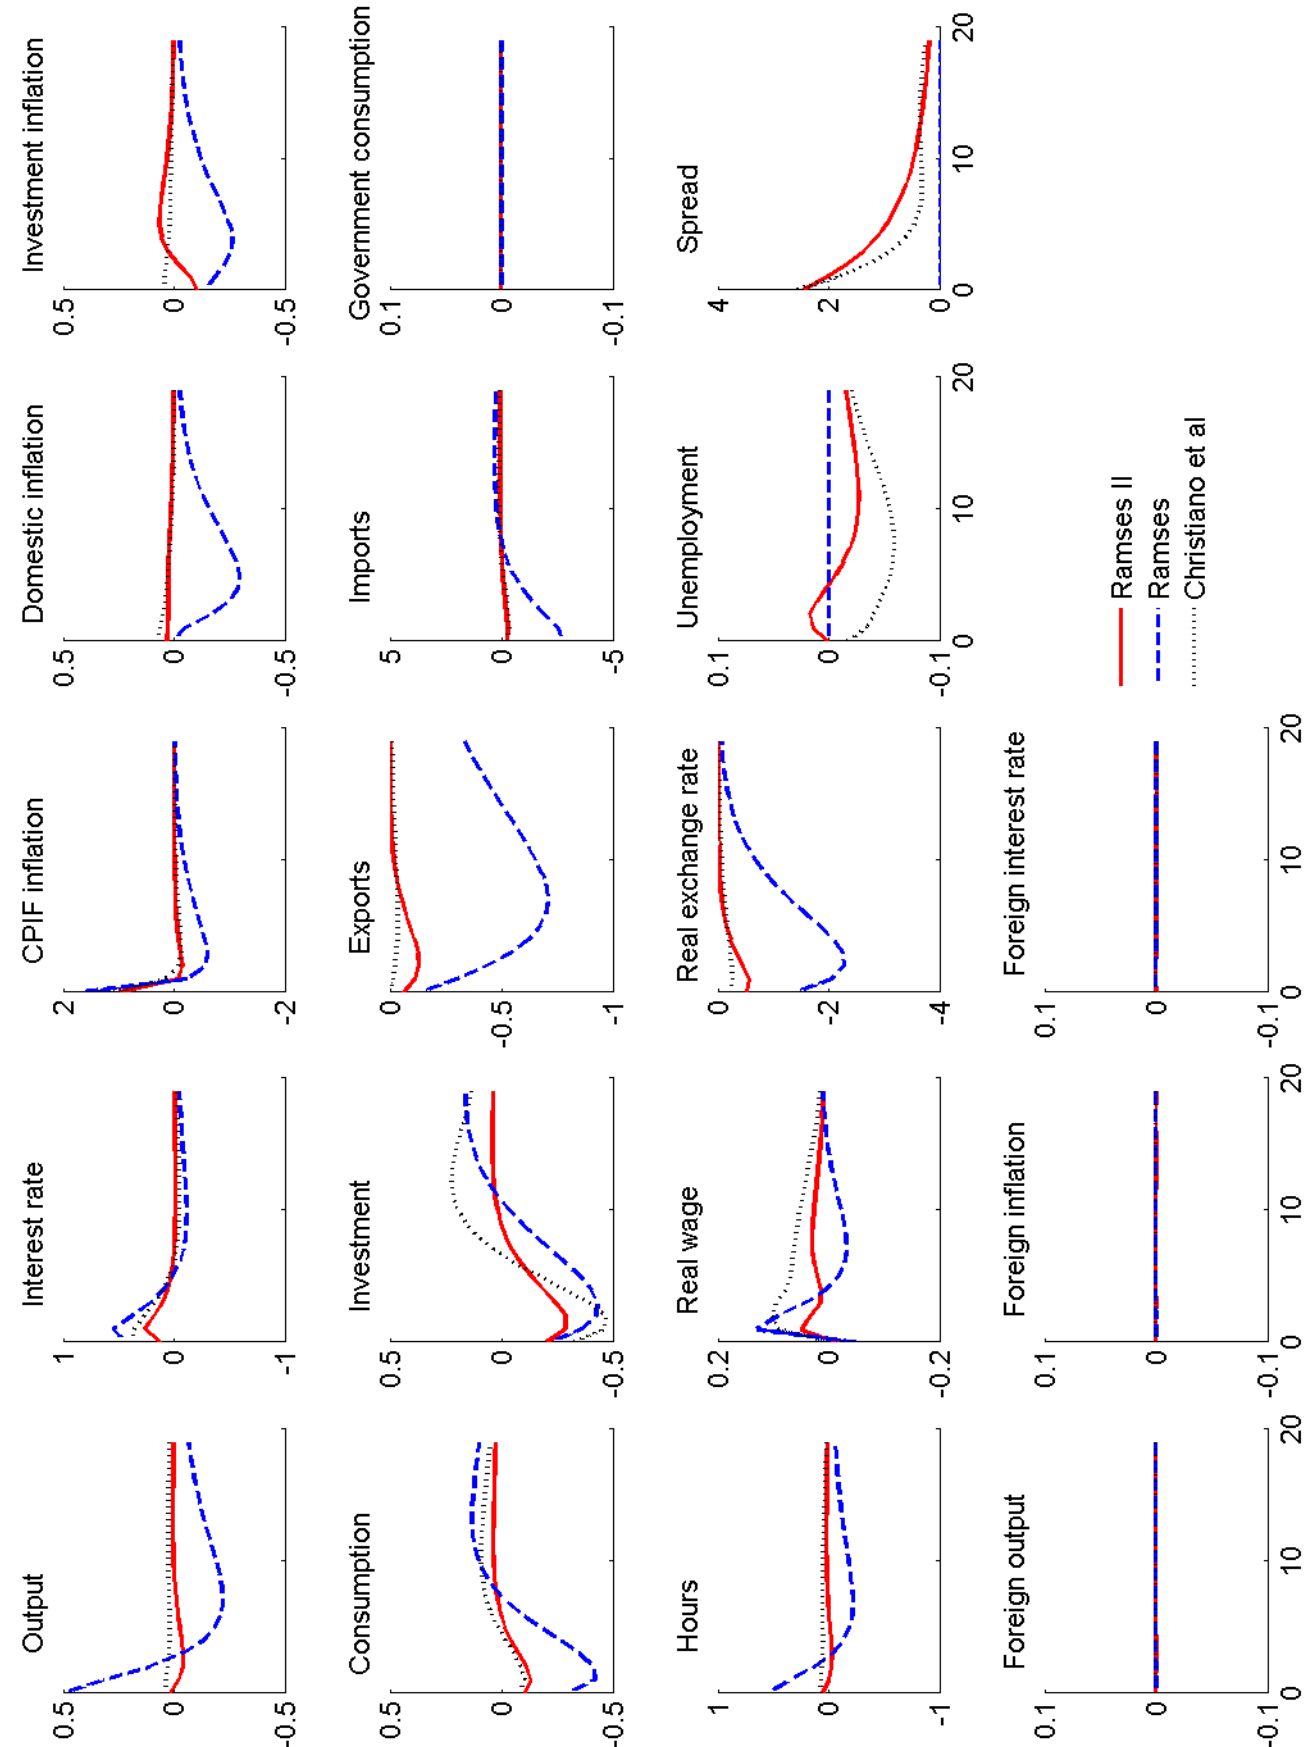 Output Interest rate CPIF inflation Domestic inflation Investment inflation
0.5 1 2 0.5 0.5
0 0 0 0 0
-0.5 -1 -2 -0.5 -0.5
Consumption Investment Exports Imports Government consumption
0.5 0.5 0 5 0.1
0 0 -0.5 0 0
-0.5 -0.5 -1 -5 -0.1
Hours Real wage Real exchange rate Unemployment Spread
1 0.2 0 0.1 4
0 0 -2 0 2
-1 -0.2 -4 -0.1 0
0 10 20 0 10 20
Foreign output Foreign inflation Foreign interest rate
0.1 0.1 0.1
0 0 0
-0.1 -0.1 -0.1
0 10 20 0 10 20 0 10 20
Ramses II
Ramses
Christiano et al